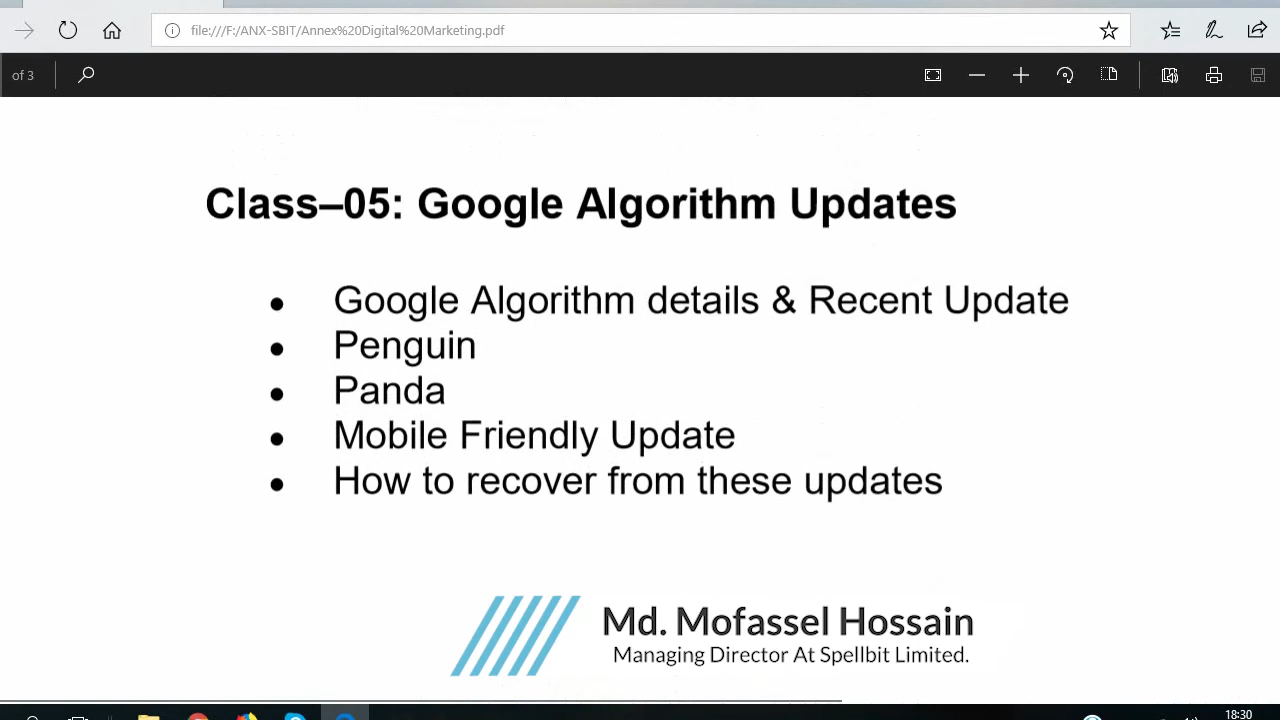 file:///F:/ANX-SBIT/Annex%20Digital%20Marketing.pdf
of 3
Class–05: Google Algorithm Updates
● Google Algorithm details & Recent Update
● Penguin
● Panda
● Mobile Friendly Update
● How to recover from these updates
Md. Mofassel Hossain
Managing Director At Spellbit Limited.
18:30